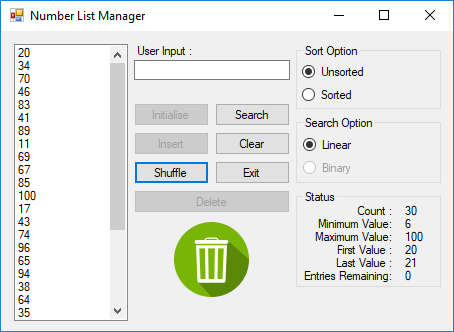 Number List Manager
20
34
70
46
83
41
89
11
69
67
85
100
17
43
74
96
65
94
38
64
35
User Input :
Initialise
Search
Insert
Clear
Shuffle
Exit
Delete
Sort Option
Unsorted
Sorted
Search Option
Linear
Binary
Status
Count : 30
Minimum Value: 6
Maximum Value: 100
First Value : 20
Last Value : 21
Entries Remaining: 0